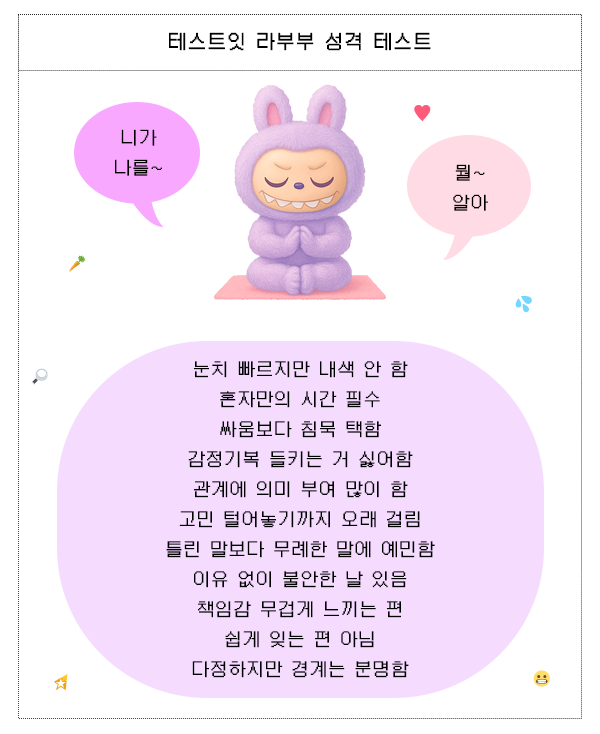 테스트잇 라부부 성격 테스트
니가
나를~
뭘~
알아
눈치 빠르지만 내색 안 함
혼자만의 시간 필수
싸움보다 침묵 택함
감정기복 들키는 거 싫어함
관계에 의미 부여 많이 함
고민 털어놓기까지 오래 걸림
틀린 말보다 무례한 말에 예민함
이유 없이 불안한 날 있음
책임감 무겁게 느끼는 편
쉽게 잊는 편 아님
다정하지만 경계는 분명함